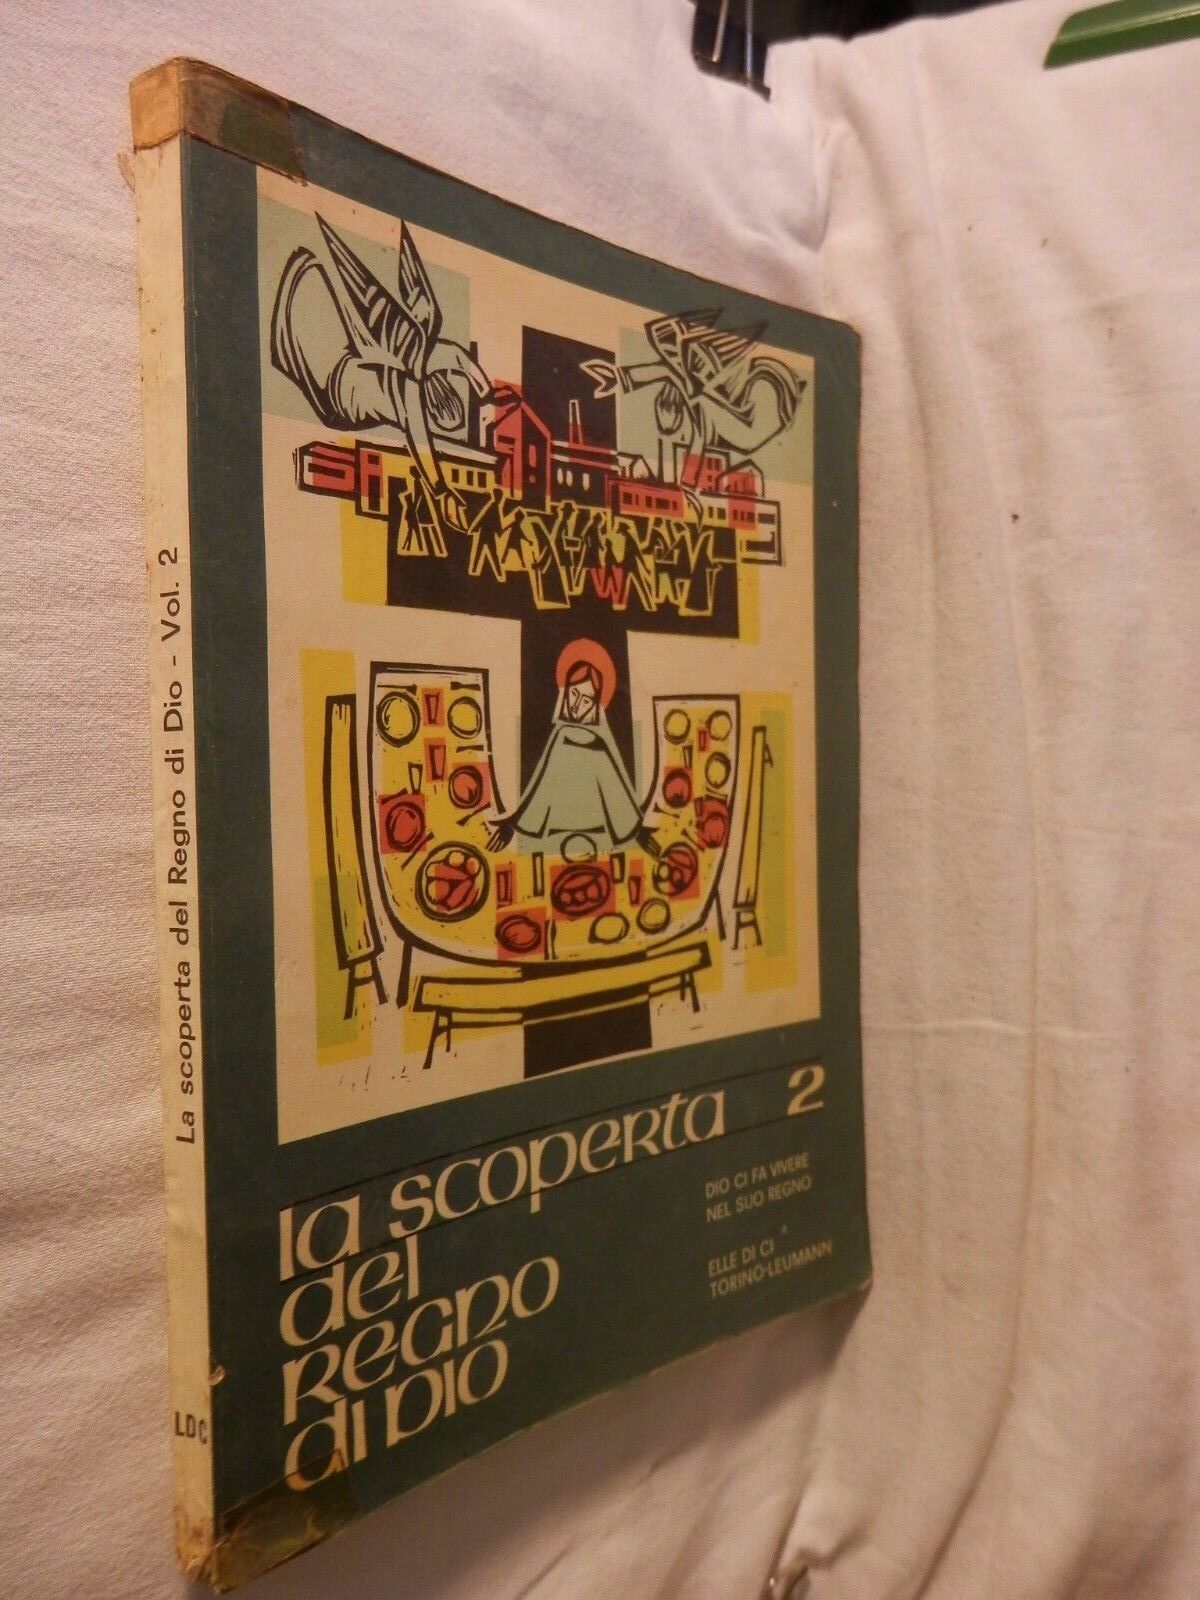 La scoperta del Regno di Dio - Vol. 2
LDC
la scoperta 2
del
Regno
di Dio
DIO CI FA VIVERE
NEL SUO REGNO
ELLE DI CI
TORINO-LEUMANN